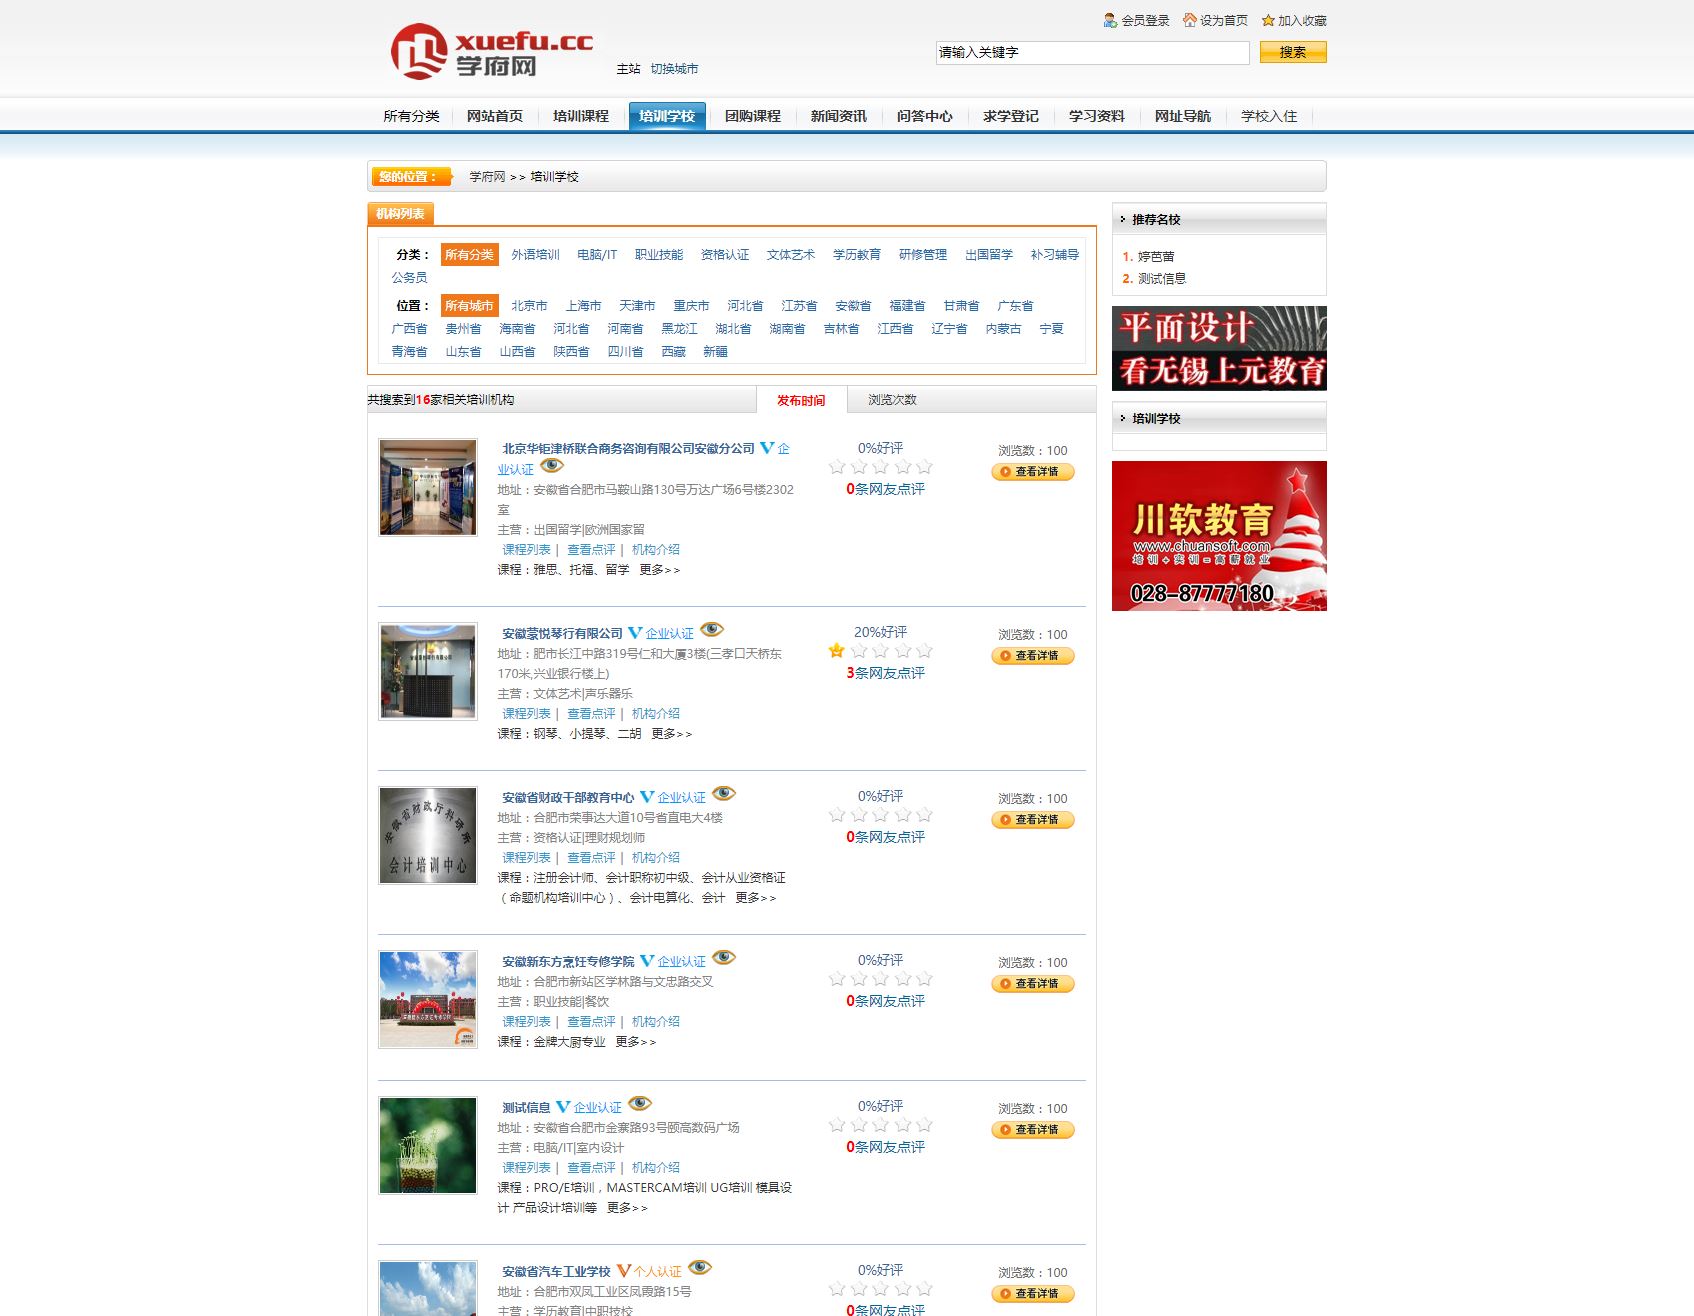 会员登录 设为首页 加入收藏
xuefu.cc
学府网
主站 切换城市
请输入关键字 搜索
所有分类 网站首页 培训课程 培训学校 团购课程 新闻资讯 问答中心 求学登记 学习资料 网址导航 学校入住
您的位置： 学府网 >> 培训学校
机构列表
分类： 所有分类 外语培训 电脑/IT 职业技能 资格认证 文体艺术 学历教育 研修管理 出国留学 补习辅导
公务员
位置： 所有城市 北京市 上海市 天津市 重庆市 河北省 江苏省 安徽省 福建省 甘肃省 广东省
广西省 贵州省 海南省 河北省 河南省 黑龙江 湖北省 湖南省 吉林省 江西省 辽宁省 内蒙古 宁夏
青海省 山东省 山西省 陕西省 四川省 西藏 新疆
共搜索到16家相关培训机构 发布时间 浏览次数
北京华钜津桥联合商务咨询有限公司安徽分公司 V企
业认证
地址：安徽省合肥市马鞍山路130号万达广场6号楼2302
室
主营：出国留学|欧洲国家留
课程列表 | 查看点评 | 机构介绍
课程：雅思、托福、留学 更多>>
0%好评
0条网友点评
浏览数：100
查看详情
安徽蒙悦琴行有限公司 V企业认证
地址：肥市长江中路319号仁和大厦3楼(三孝口天桥东
170米,兴业银行楼上)
主营：文体艺术|声乐器乐
课程列表 | 查看点评 | 机构介绍
课程：钢琴、小提琴、二胡 更多>>
20%好评
3条网友点评
浏览数：100
查看详情
安徽省财政厅科研所
会计培训中心
安徽省财政干部教育中心 V企业认证
地址：合肥市荣事达大道10号省直电大4楼
主营：资格认证|理财规划师
课程列表 | 查看点评 | 机构介绍
课程：注册会计师、会计职称初中级、会计从业资格证
（命题机构培训中心）、会计电算化、会计 更多>>
0%好评
0条网友点评
浏览数：100
查看详情
安徽新东方烹饪专修学院 V企业认证
地址：合肥市新站区学林路与文忠路交叉
主营：职业技能|餐饮
课程列表 | 查看点评 | 机构介绍
课程：金牌大厨专业 更多>>
0%好评
0条网友点评
浏览数：100
查看详情
测试信息 V企业认证
地址：安徽省合肥市金寨路93号颐高数码广场
主营：电脑/IT|室内设计
课程列表 | 查看点评 | 机构介绍
课程：PRO/E培训，MASTERCAM培训 UG培训 模具设
计 产品设计培训等 更多>>
0%好评
0条网友点评
浏览数：100
查看详情
安徽省汽车工业学校 V个人认证
地址：合肥市双凤工业区凤霞路15号
主营：学历教育|中职技校
0%好评
0条网友点评
浏览数：100
查看详情
推荐名校
1. 婷芭蕾
2. 测试信息
平面设计
看无锡上元教育
培训学校
川软教育
www.chuansoft.com
培训+实训=高薪就业
028-87777180